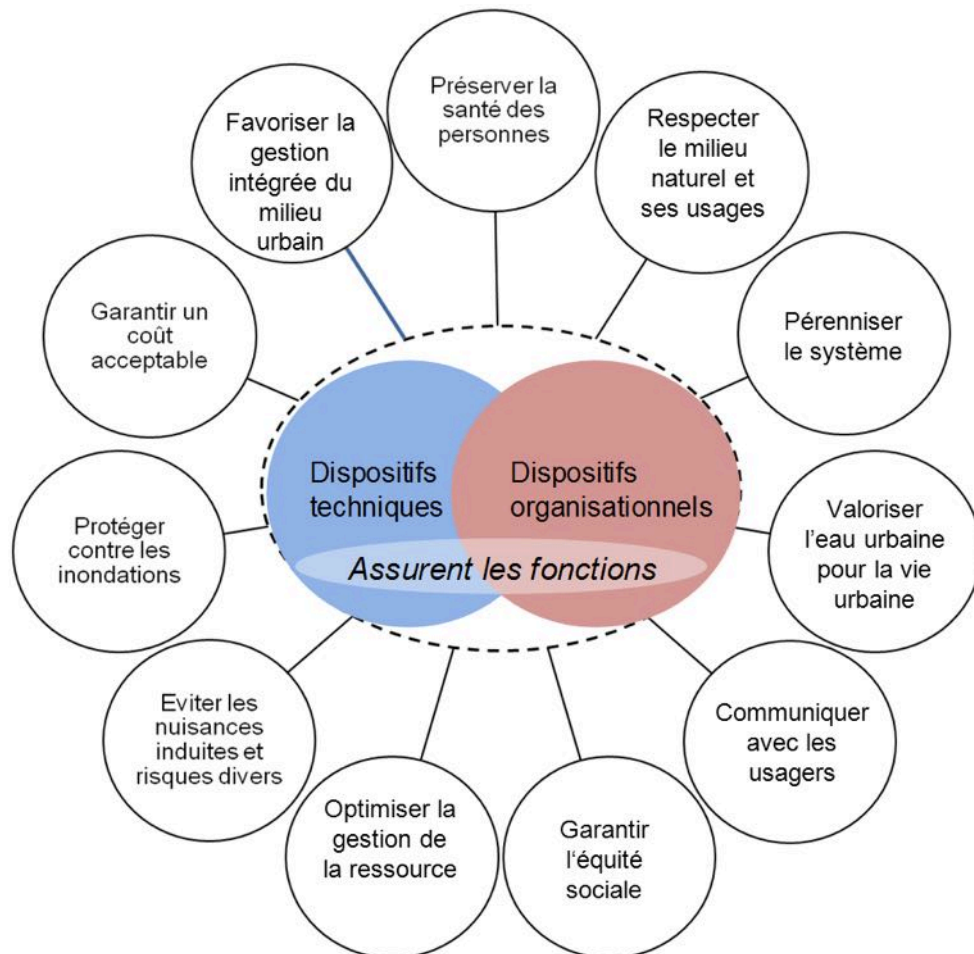 Préserver la
santé des
personnes
Respecter
le milieu
naturel et
ses usages
Pérenniser
le système
Valoriser
l'eau urbaine
pour la vie
urbaine
Communiquer
avec les
usagers
Garantir
l‘équité
sociale
Optimiser la
gestion de
la ressource
Eviter les
nuisances
induites et
risques divers
Protéger
contre les
inondations
Garantir un
coût
acceptable
Favoriser la
gestion
intégrée du
milieu
urbain
Dispositifs
techniques
Dispositifs
organisationnels
Assurent les fonctions